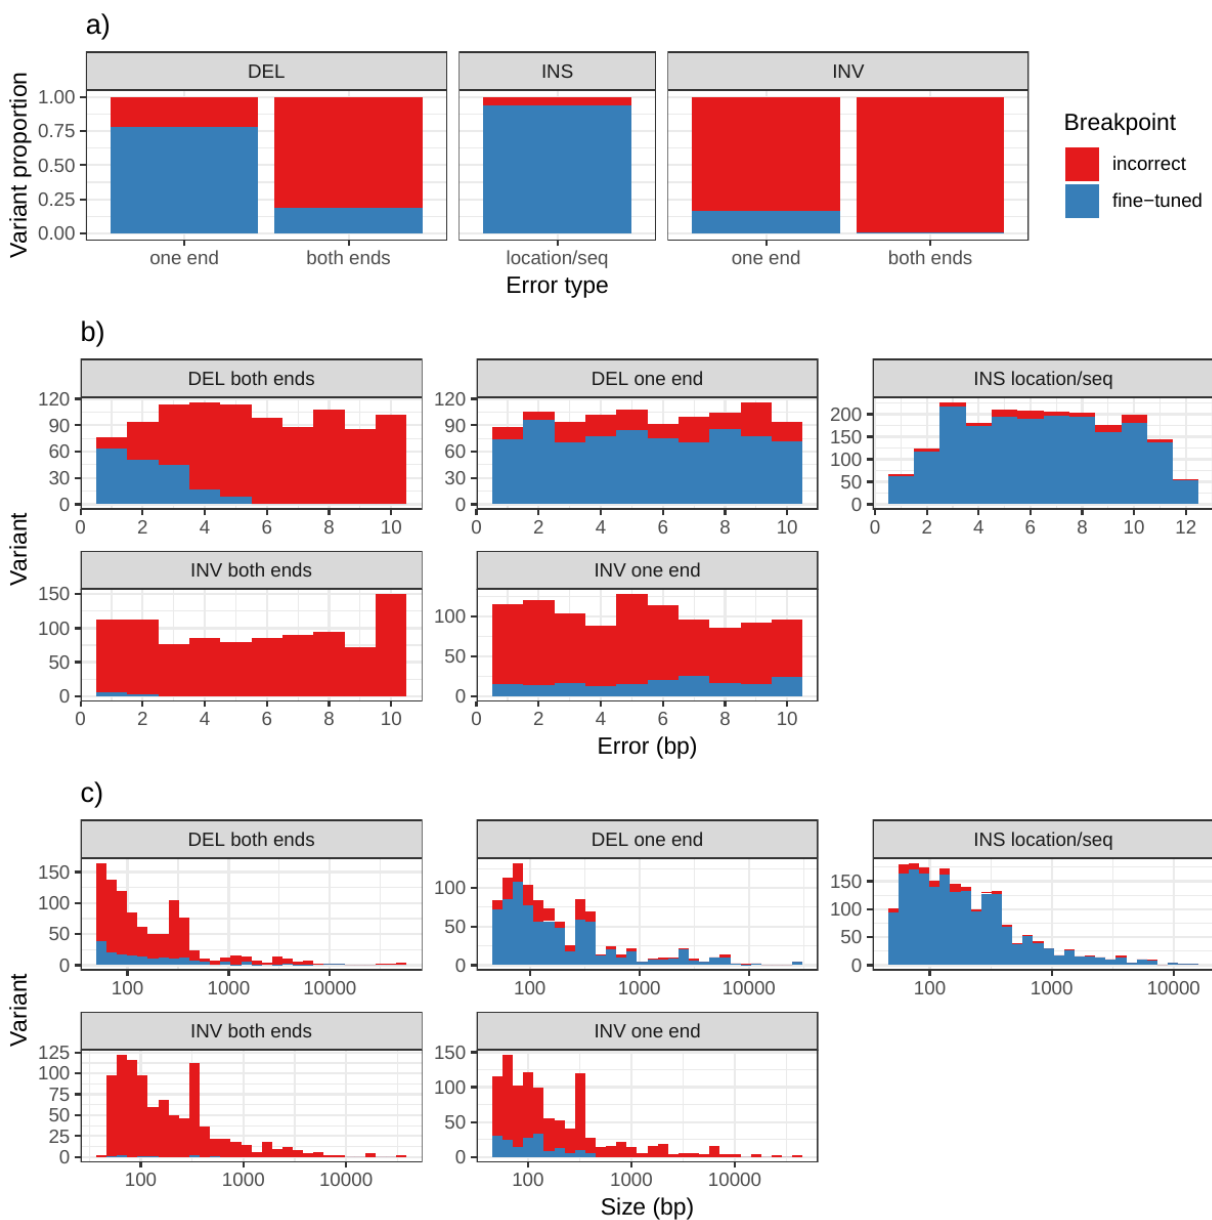 a)
DEL INS INV
Variant proportion
1.00
0.75
0.50
0.25
0.00
one end both ends location/seq one end both ends
Error type
Breakpoint
incorrect
fine−tuned
b)
Variant
DEL both ends DEL one end INS location/seq
120 120 200
90 90 150
60 60 100
30 30 50
0 0 0
0 2 4 6 8 10 0 2 4 6 8 10 0 2 4 6 8 10 12
INV both ends INV one end
150 100
100 50
50 0
0
0 2 4 6 8 10 0 2 4 6 8 10
Error (bp)
c)
Variant
DEL both ends DEL one end INS location/seq
150 100 150
100 50 100
50 0 50
0 0
100 1000 10000 100 1000 10000 100 1000 10000
INV both ends INV one end
125 150
100 100
75 50
50 0
25
0
100 1000 10000 100 1000 10000
Size (bp)